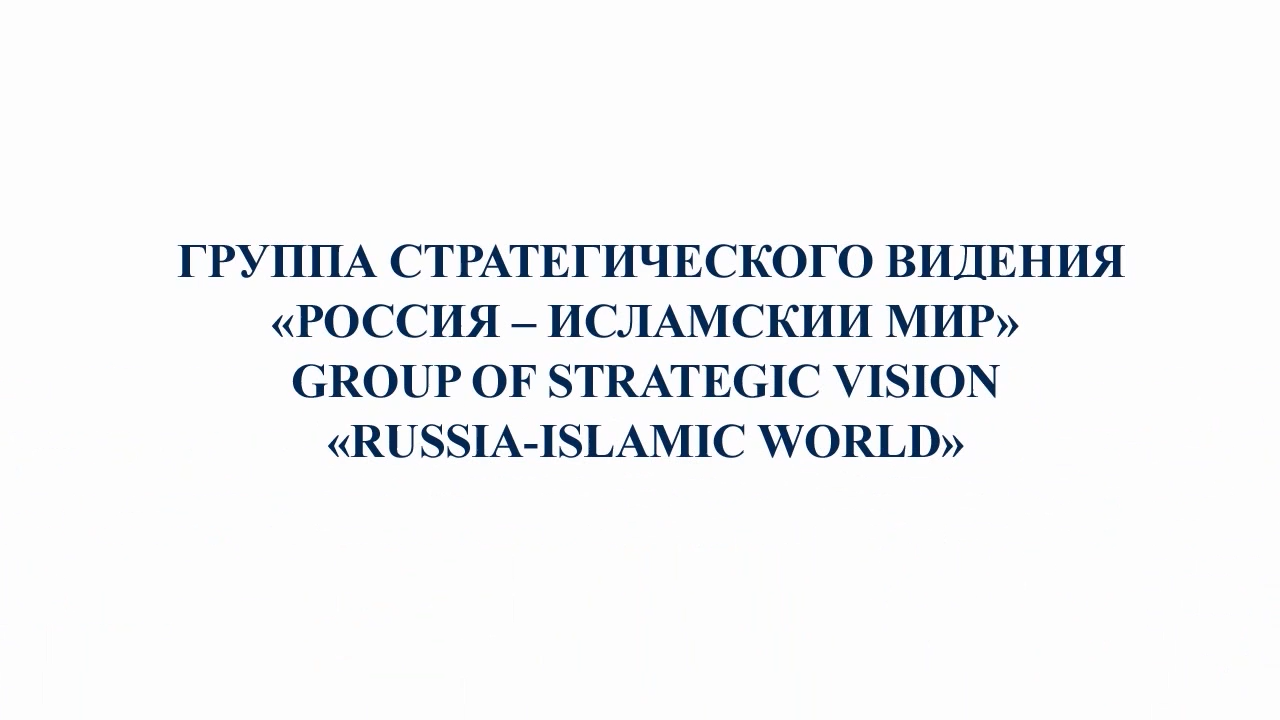 ГРУППА СТРАТЕГИЧЕСКОГО ВИДЕНИЯ
«РОССИЯ – ИСЛАМСКИИ МИР»
GROUP OF STRATEGIC VISION
«RUSSIA-ISLAMIC WORLD»